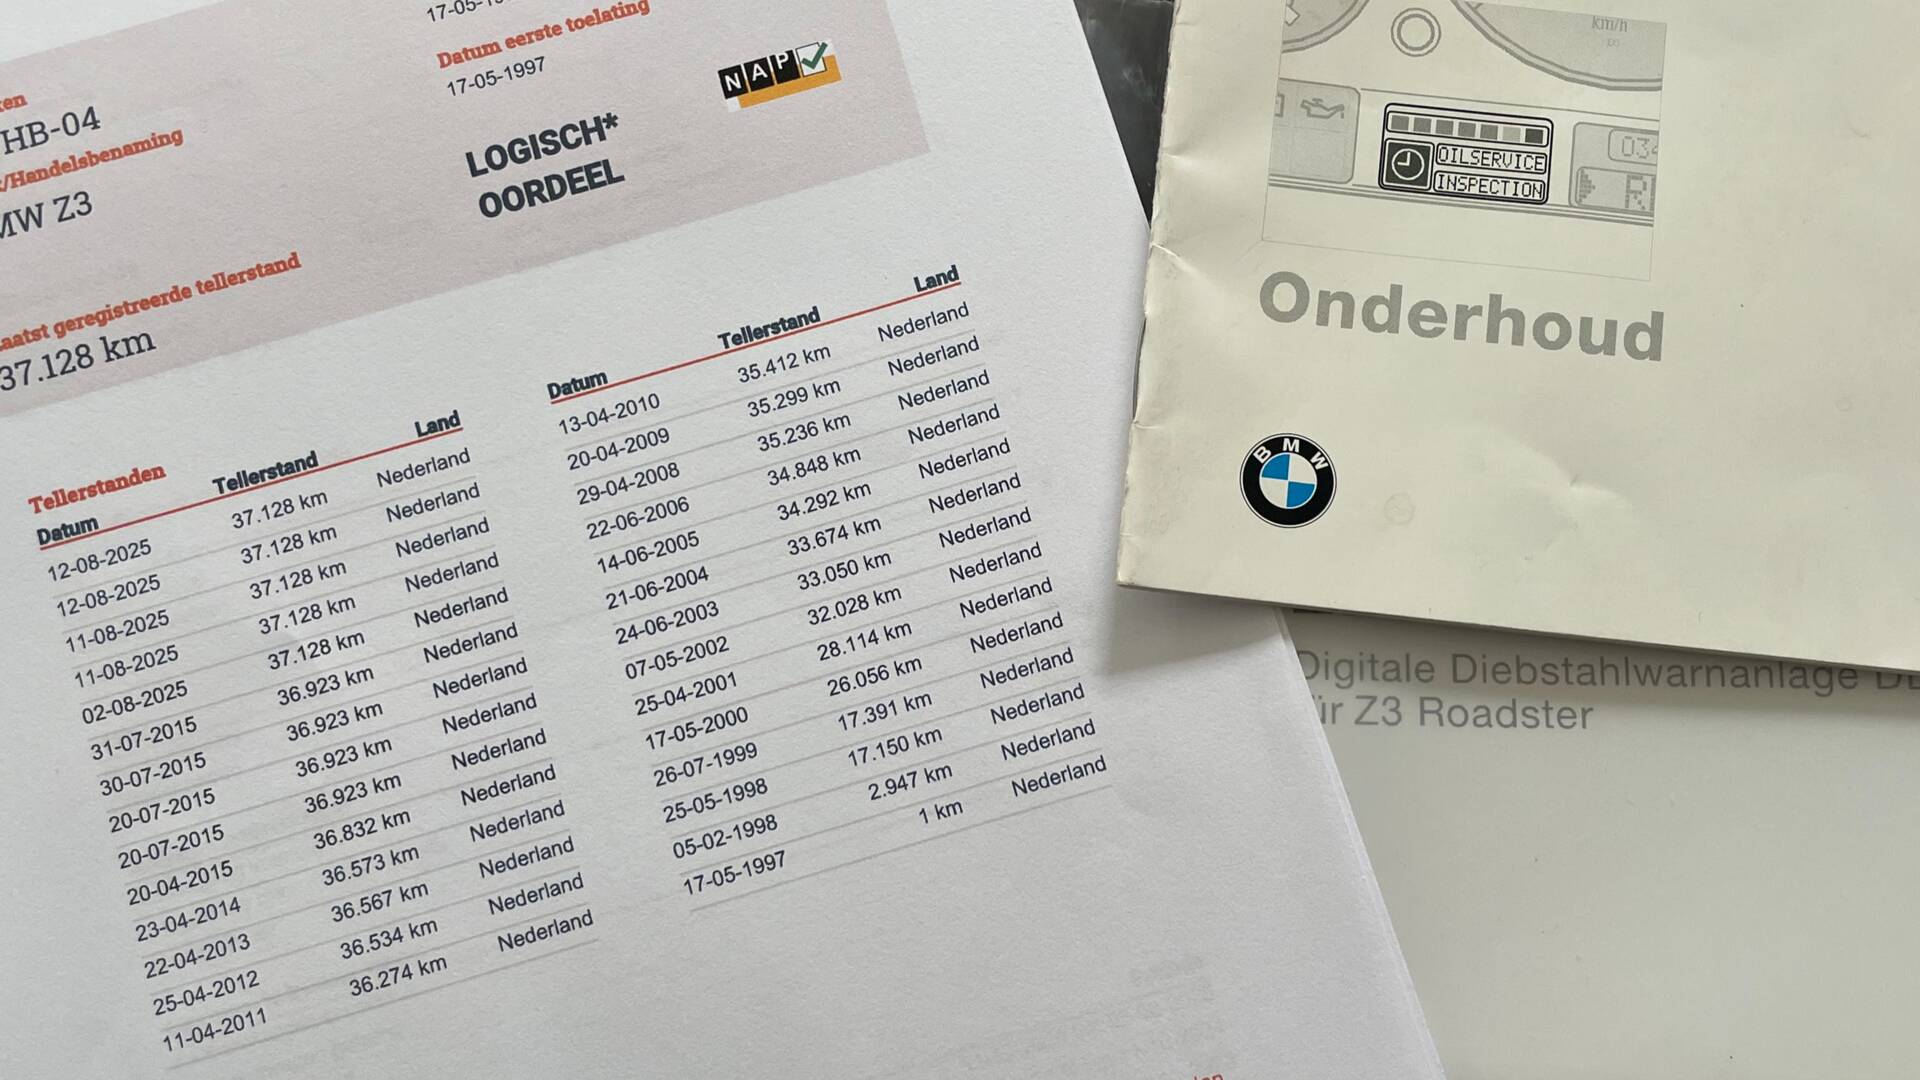 Datum eerste toelating
17-05-1997
NAP
HB-04
/Handelsbenaming
MW Z3
LOGISCH*
OORDEEL
aatst geregistreerde tellerstand
37.128 km
Tellerstanden
Datum Tellerstand Land
12-08-2025 37.128 km Nederland
12-08-2025 37.128 km Nederland
11-08-2025 37.128 km Nederland
11-08-2025 37.128 km Nederland
02-08-2025 37.128 km Nederland
31-07-2015 36.923 km Nederland
30-07-2015 36.923 km Nederland
20-07-2015 36.923 km Nederland
20-07-2015 36.923 km Nederland
20-04-2015 36.832 km Nederland
23-04-2014 36.573 km Nederland
22-04-2013 36.567 km Nederland
25-04-2012 36.534 km Nederland
11-04-2011 36.274 km Nederland
Datum Tellerstand Land
13-04-2010 35.412 km Nederland
20-04-2009 35.299 km Nederland
29-04-2008 35.236 km Nederland
22-06-2006 34.848 km Nederland
14-06-2005 34.292 km Nederland
21-06-2004 33.674 km Nederland
24-06-2003 33.050 km Nederland
07-05-2002 32.028 km Nederland
25-04-2001 28.114 km Nederland
17-05-2000 26.056 km Nederland
26-07-1999 17.391 km Nederland
25-05-1998 17.150 km Nederland
05-02-1998 2.947 km Nederland
17-05-1997 1 km Nederland
km/h
OILSERVICE
INSPECTION
034
R
Onderhoud
BMW
Digitale Diebstahlwarnanlage
für Z3 Roadster